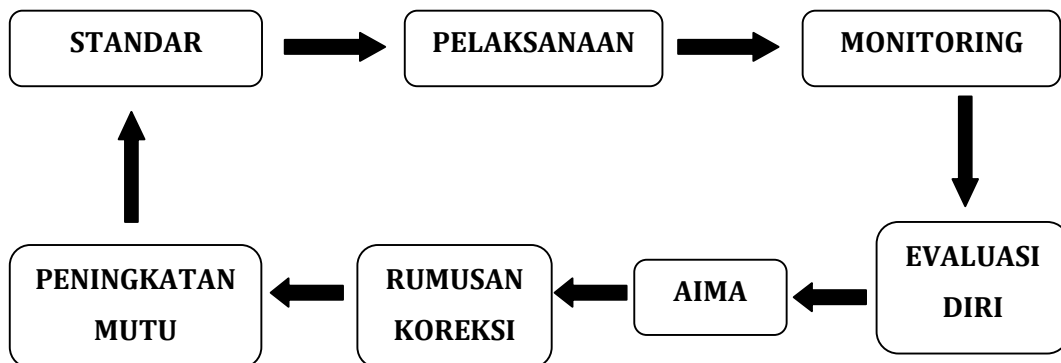 STANDAR
PELAKSANAAN
MONITORING
EVALUASI
DIRI
AIMA
RUMUSAN
KOREKSI
PENINGKATAN
MUTU